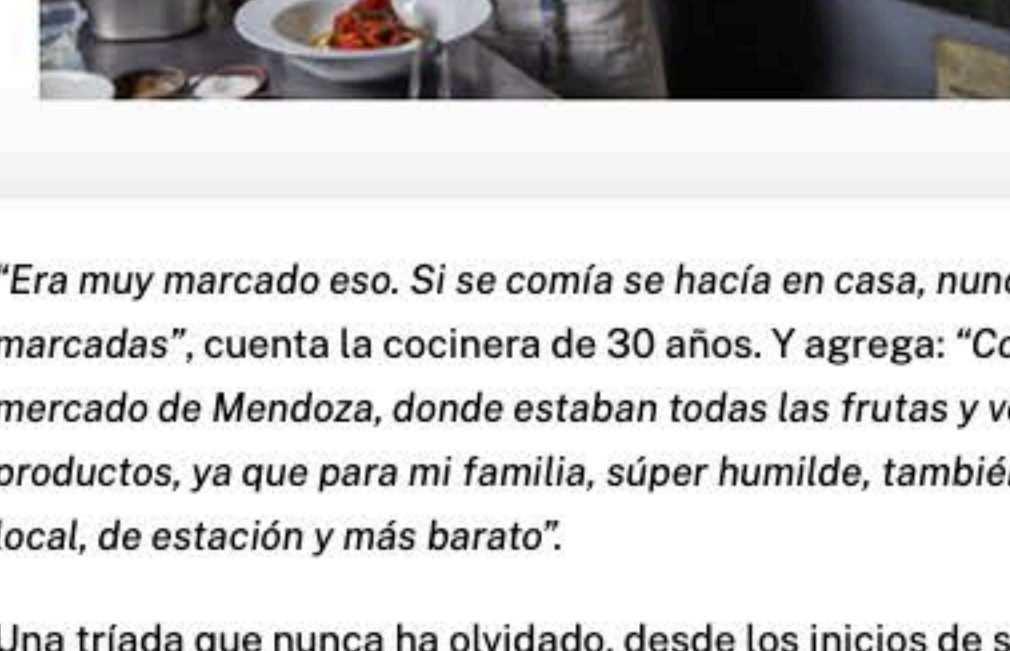 “Era muy marcado eso. Si se comía se hacía en casa, nunc
marcadas”, cuenta la cocinera de 30 años. Y agrega: “Co
mercado de Mendoza, donde estaban todas las frutas y v
productos, ya que para mi familia, súper humilde, tambié
local, de estación y más barato”.
Una tríada que nunca ha olvidado, desde los inicios de s